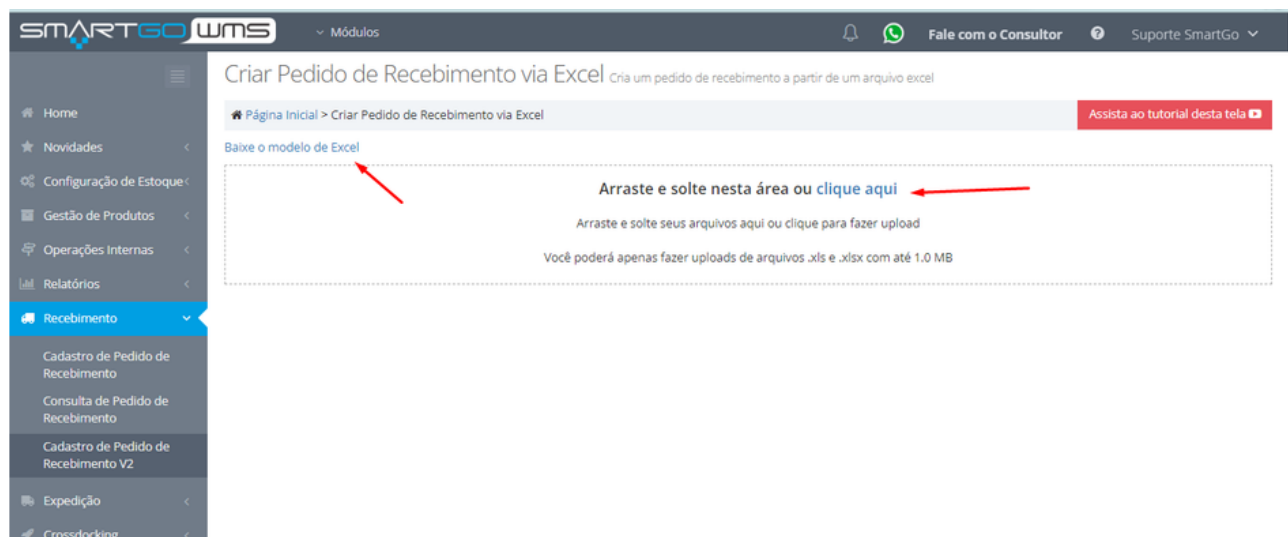 SMARTGO WMS
Módulos
Fale com o Consultor
Suporte SmartGo
Criar Pedido de Recebimento via Excel Cria um pedido de recebimento a partir de um arquivo excel
Página Inicial > Criar Pedido de Recebimento via Excel
Assista ao tutorial desta tela
Baixe o modelo de Excel
Arraste e solte nesta área ou clique aqui
Arraste e solte seus arquivos aqui ou clique para fazer upload
Você poderá apenas fazer uploads de arquivos .xls e .xlsx com até 1.0 MB
Home
Novidades
Configuração de Estoque
Gestão de Produtos
Operações Internas
Relatórios
Recebimento
Cadastro de Pedido de
Recebimento
Consulta de Pedido de
Recebimento
Cadastro de Pedido de
Recebimento V2
Expedição
Crossdocking